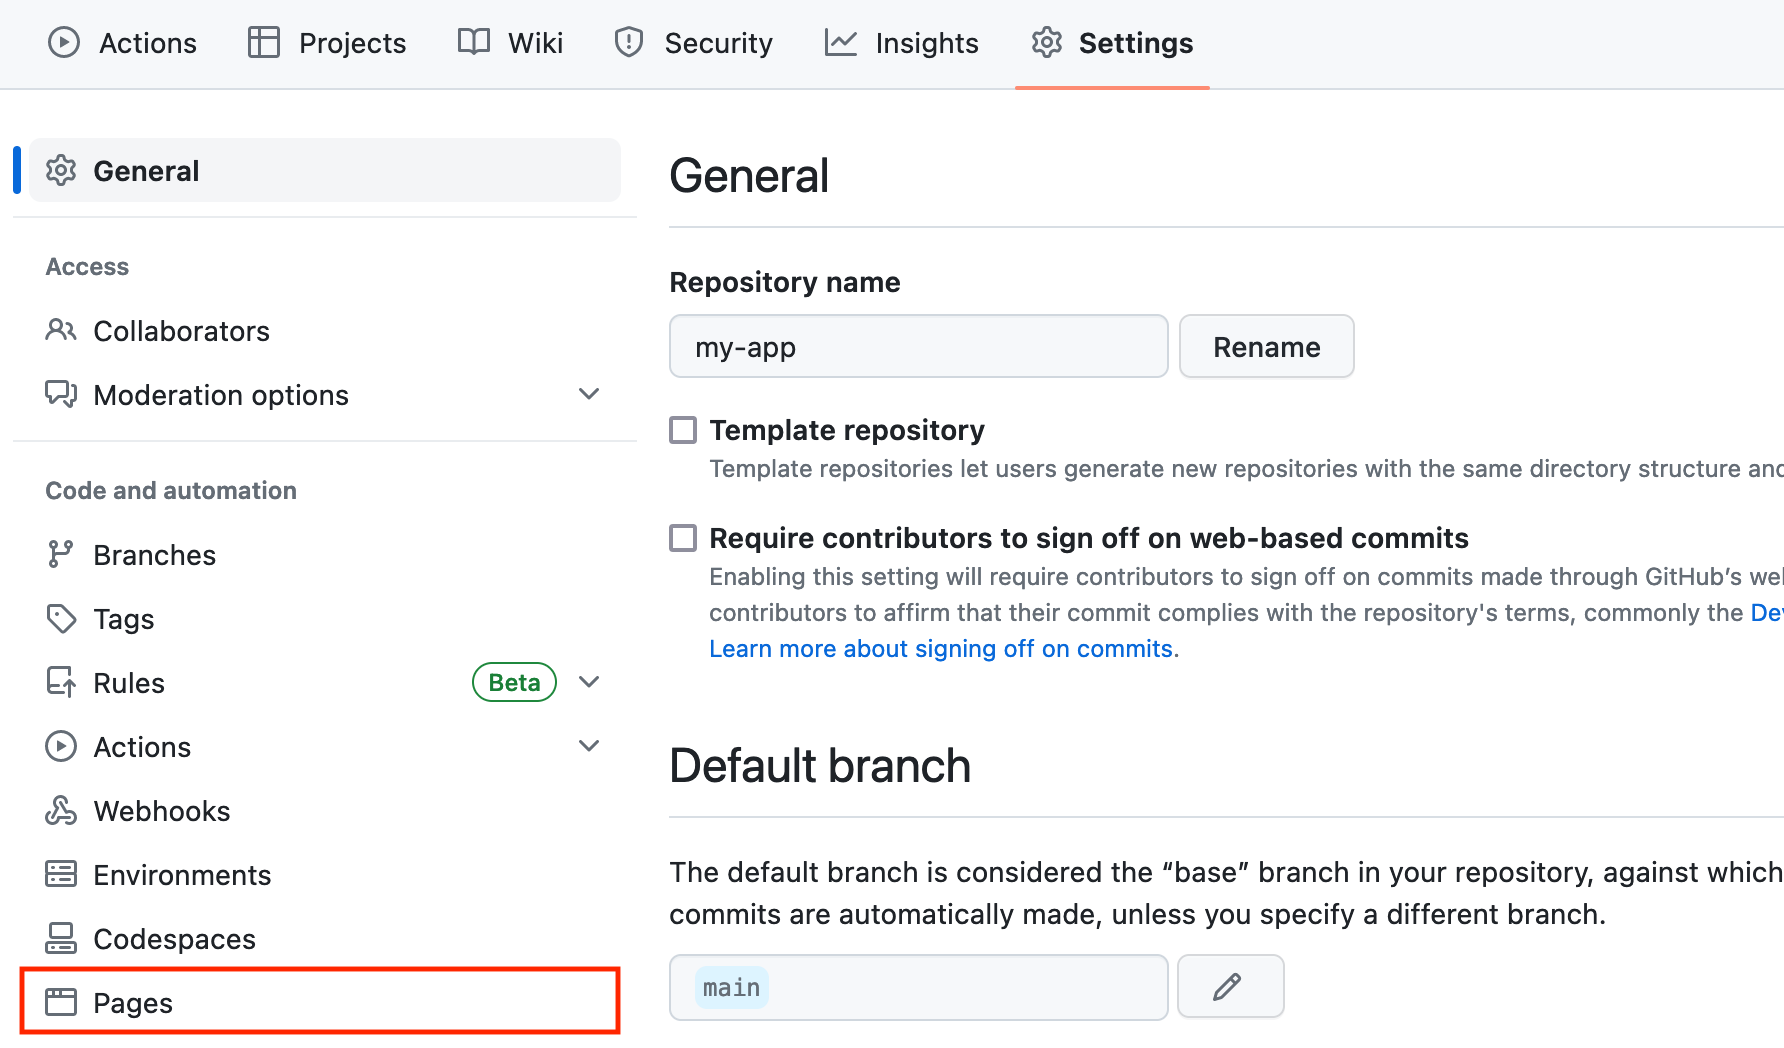 Actions Projects Wiki Security Insights Settings
General
Access
Collaborators
Moderation options
Code and automation
Branches
Tags
Rules Beta
Actions
Webhooks
Environments
Codespaces
Pages
General
Repository name
my-app Rename
Template repository
Template repositories let users generate new repositories with the same directory structure and
Require contributors to sign off on web-based commits
Enabling this setting will require contributors to sign off on commits made through GitHub’s
contributors to affirm that their commit complies with the repository's terms, commonly the
Learn more about signing off on commits.
Default branch
The default branch is considered the “base” branch in your repository, against which
commits are automatically made, unless you specify a different branch.
main